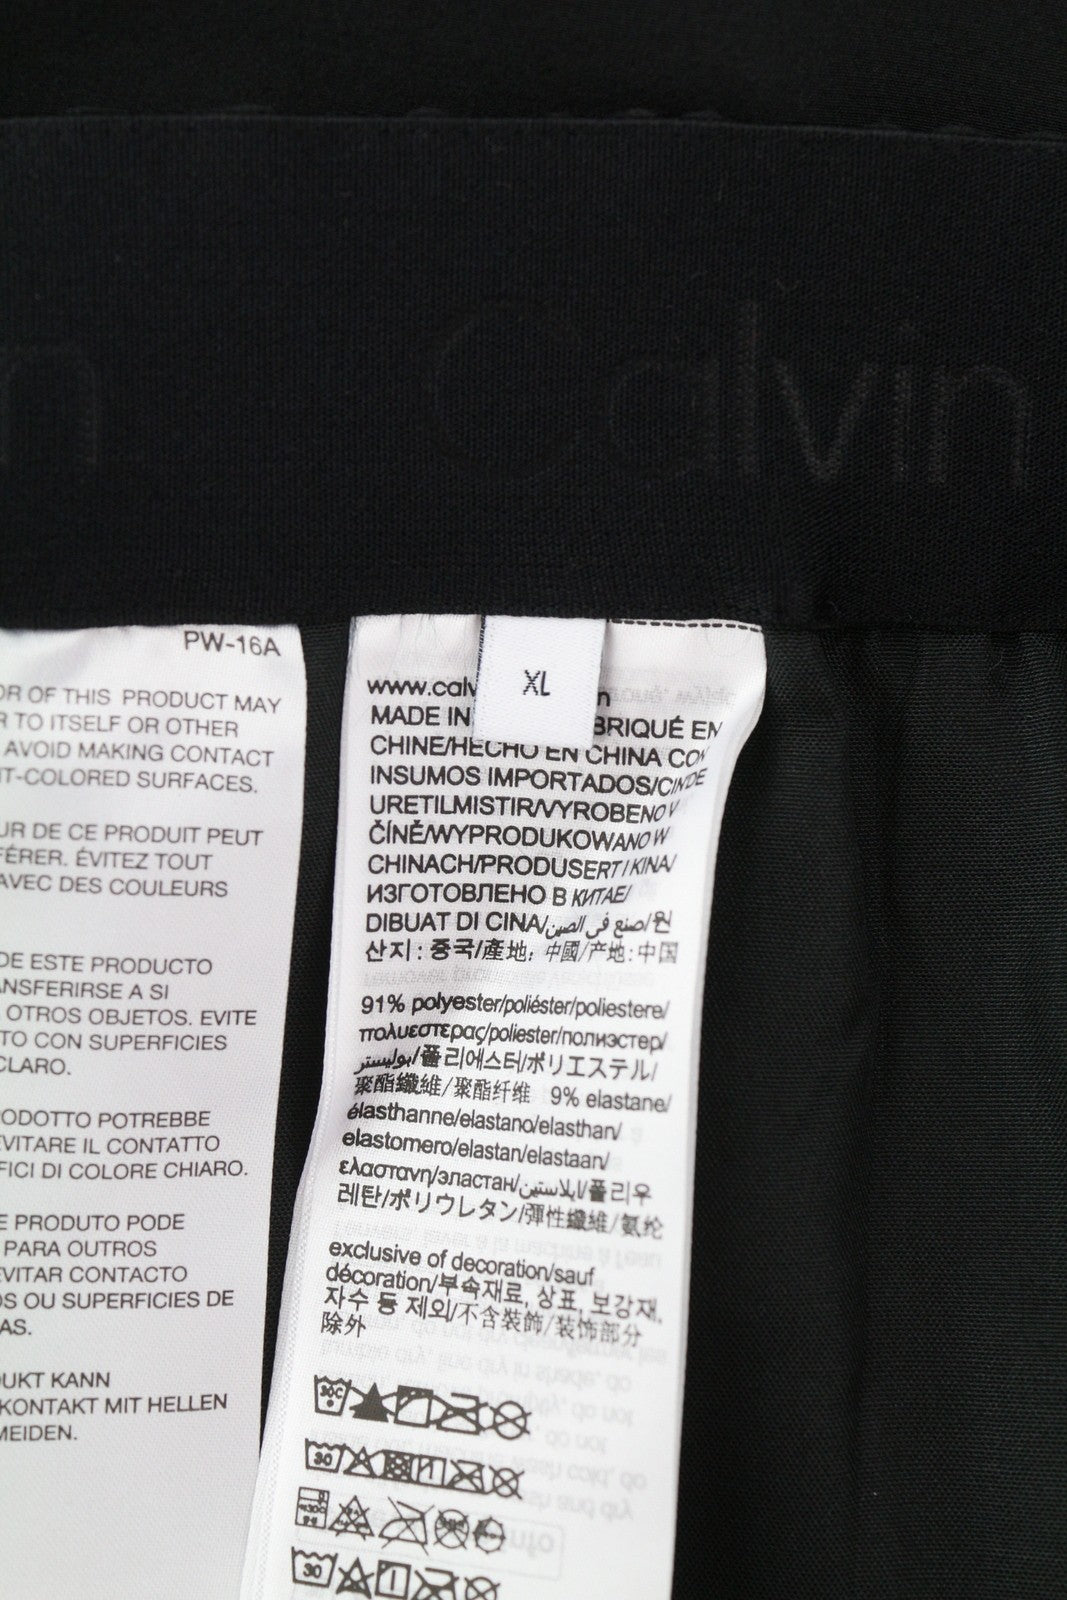 n Calvin
PW-16A
OR OF THIS PRODUCT MAY
R TO ITSELF OR OTHER
AVOID MAKING CONTACT
T-COLORED SURFACES.
UR DE CE PRODUIT PEUT
FÉRER. ÉVITEZ TOUT
AVEC DES COULEURS
DE ESTE PRODUCTO
ANSFERIRSE A SI
OTROS OBJETOS. EVITE
TO CON SUPERFICIES
CLARO.
ODOTTO POTREBBE
EVITARE IL CONTATTO
FICI DI COLORE CHIARO.
E PRODUTO PODE
PARA OUTROS
EVITAR CONTACTO
OS OU SUPERFICIES DE
AS.
UKT KANN
KONTAKT MIT HELLEN
MEIDEN.
XL
www.calv n
MADE IN BRIQUÉ EN
CHINE/HECHO EN CHINA CON
INSUMOS IMPORTADOS/CIN'DE
URETILMISTIR/VYROBENO V
ČÍNĚ/WYPRODUKOWANO W
CHINACH/PRODUSERT I KINA/
ИЗГОТОВЛЕНО В КИТАЕ/
DIBUAT DI CINA/صنع في الصين/원
산지 : 중국/產地: 中國/产地: 中国
91% polyester/poliéster/poliestere/
πολυεστερας/poliester/полиэстер/
بوليستر/폴리에스터/ポリエステル/
聚酯纖維/聚酯纤维 9% elastane/
élasthanne/elastano/elasthan/
elastomero/elastan/elastaan/
ελαστανη/эластан/ايلاستين/폴리우
레탄/ポリウレタン/彈性纖維/氨纶
exclusive of decoration/sauf
décoration/부속재료, 상표, 보강재,
자수 등 제외/不含裝飾/装饰部分
除外
30C
30
30